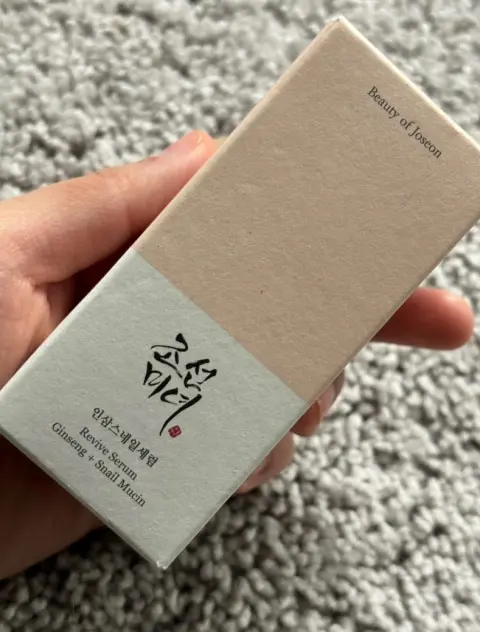 Beauty of Joseon
조선
미녀
인삼스네일세럼
Revive Serum
Ginseng + Snail Mucin